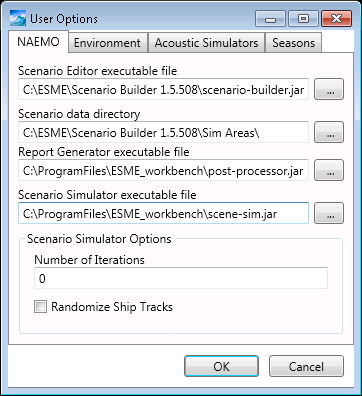 User Options
NAEMO Environment Acoustic Simulators Seasons
Scenario Editor executable file
C:\ESME\Scenario Builder 1.5.508\scenario-builder.jar ...
Scenario data directory
C:\ESME\Scenario Builder 1.5.508\Sim Areas\ ...
Report Generator executable file
C:\ProgramFiles\ESME_workbench\post-processor.jar ...
Scenario Simulator executable file
C:\ProgramFiles\ESME_workbench\scene-sim.jar ...
Scenario Simulator Options
Number of Iterations
0
Randomize Ship Tracks
OK Cancel